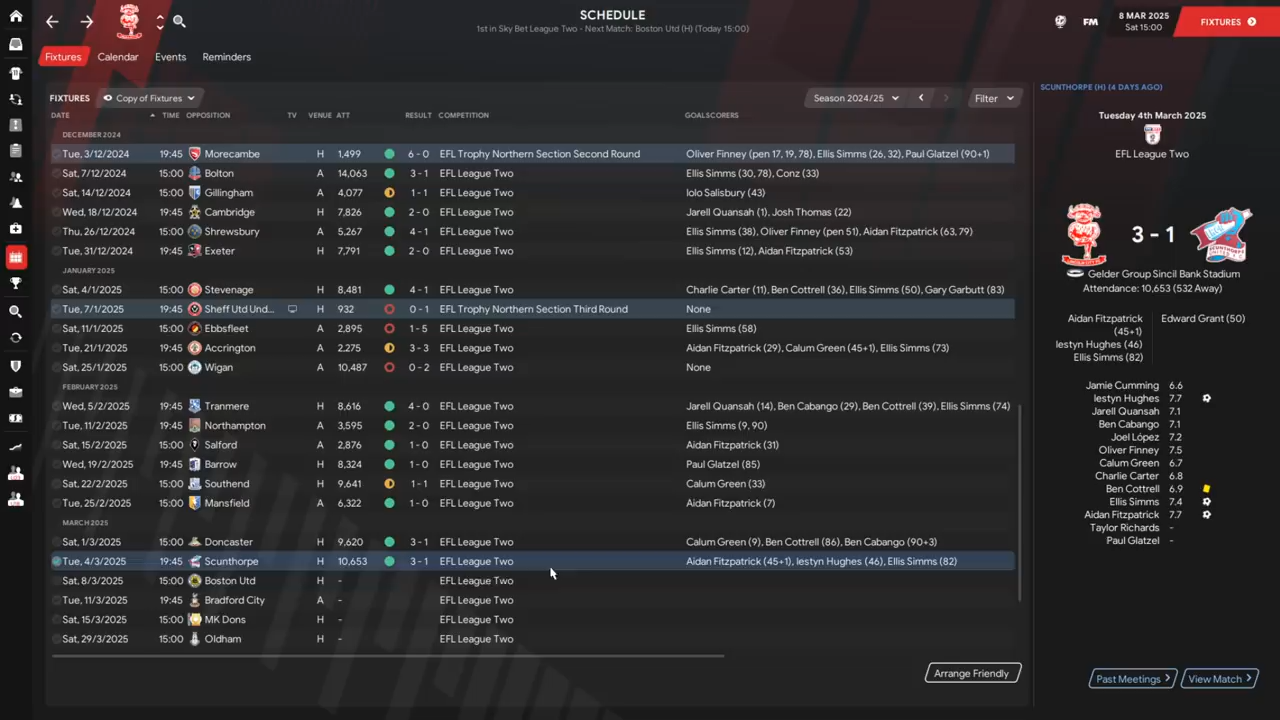 SCHEDULE
1st in Sky Bet League Two - Next Match: Boston Utd (H) (Today 15:00)
FM
8 MAR 2025
Sat 15:00
FIXTURES
Fixtures Calendar Events Reminders
FIXTURES Copy of Fixtures Season 2024/25 Filter
DATE TIME OPPOSITION TV VENUE ATT RESULT COMPETITION GOALSCORERS
DECEMBER 2024
Tue, 3/12/2024 19:45 Morecambe H 1,499 6 - 0 EFL Trophy Northern Section Second Round Oliver Finney (pen 17, 19, 78), Ellis Simms (26, 32), Paul Glatzel (90+1)
Sat, 7/12/2024 15:00 Bolton A 14,063 3 - 1 EFL League Two Ellis Simms (30, 78), Conz (33)
Sat, 14/12/2024 15:00 Gillingham A 4,077 1 - 1 EFL League Two Iolo Salisbury (43)
Wed, 18/12/2024 19:45 Cambridge H 7,826 2 - 0 EFL League Two Jarell Quansah (1), Josh Thomas (22)
Thu, 26/12/2024 15:00 Shrewsbury A 5,267 4 - 1 EFL League Two Ellis Simms (38), Oliver Finney (pen 51), Aidan Fitzpatrick (63, 79)
Tue, 31/12/2024 19:45 Exeter H 7,791 2 - 0 EFL League Two Ellis Simms (12), Aidan Fitzpatrick (53)
JANUARY 2025
Sat, 4/1/2025 15:00 Stevenage H 8,481 4 - 1 EFL League Two Charlie Carter (11), Ben Cottrell (36), Ellis Simms (50), Gary Garbutt (83)
Tue, 7/1/2025 19:45 Sheff Utd Und... H 932 0 - 1 EFL Trophy Northern Section Third Round None
Sat, 11/1/2025 15:00 Ebbsfleet A 2,895 1 - 5 EFL League Two Ellis Simms (58)
Tue, 21/1/2025 19:45 Accrington A 2,275 3 - 3 EFL League Two Aidan Fitzpatrick (29), Calum Green (45+1), Ellis Simms (73)
Sat, 25/1/2025 15:00 Wigan A 10,487 0 - 2 EFL League Two None
FEBRUARY 2025
Wed, 5/2/2025 19:45 Tranmere H 8,616 4 - 0 EFL League Two Jarell Quansah (14), Ben Cabango (29), Ben Cottrell (39), Ellis Simms (74)
Tue, 11/2/2025 19:45 Northampton A 3,595 2 - 0 EFL League Two Ellis Simms (9, 90)
Sat, 15/2/2025 15:00 Salford A 2,876 1 - 0 EFL League Two Aidan Fitzpatrick (31)
Wed, 19/2/2025 19:45 Barrow H 8,324 1 - 0 EFL League Two Paul Glatzel (85)
Sat, 22/2/2025 15:00 Southend H 9,641 1 - 1 EFL League Two Calum Green (33)
Tue, 25/2/2025 19:45 Mansfield A 6,322 1 - 0 EFL League Two Aidan Fitzpatrick (7)
MARCH 2025
Sat, 1/3/2025 15:00 Doncaster H 9,620 3 - 1 EFL League Two Calum Green (9), Ben Cottrell (86), Ben Cabango (90+3)
Tue, 4/3/2025 19:45 Scunthorpe H 10,653 3 - 1 EFL League Two Aidan Fitzpatrick (45+1), Iestyn Hughes (46), Ellis Simms (82)
Sat, 8/3/2025 15:00 Boston Utd H - EFL League Two
Tue, 11/3/2025 19:45 Bradford City A - EFL League Two
Sat, 15/3/2025 15:00 MK Dons H - EFL League Two
Sat, 29/3/2025 15:00 Oldham H - EFL League Two
Arrange Friendly
SCUNTHORPE (H) (4 DAYS AGO)
Tuesday 4th March 2025
EFL League Two
3 - 1
Gelder Group Sincil Bank Stadium
Attendance: 10,653 (532 Away)
Aidan Fitzpatrick Edward Grant (50)
(45+1)
Iestyn Hughes (46)
Ellis Simms (82)
Jamie Cumming 6.6
Iestyn Hughes 7.7
Jarell Quansah 7.1
Ben Cabango 7.1
Joel López 7.2
Oliver Finney 7.5
Calum Green 6.7
Charlie Carter 6.8
Ben Cottrell 6.9
Ellis Simms 7.4
Aidan Fitzpatrick 7.7
Taylor Richards -
Paul Glatzel -
Past Meetings View Match